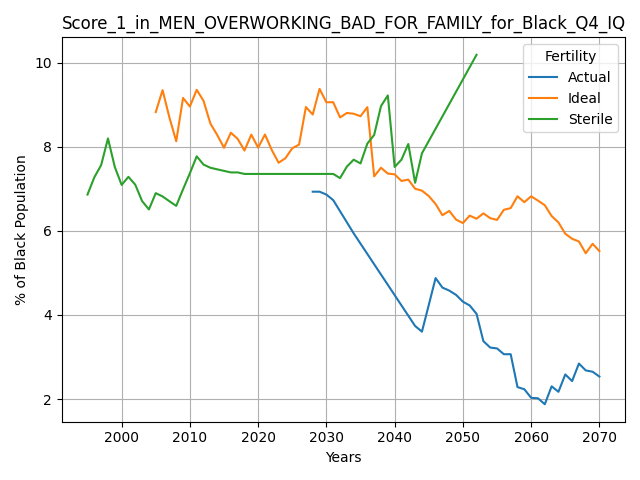 Score_1_in_MEN_OVERWORKING_BAD_FOR_FAMILY_for_Black_Q4_IQ
Fertility
Actual
Ideal
Sterile
% of Black Population
10
8
6
4
2
2000 2010 2020 2030 2040 2050 2060 2070
Years